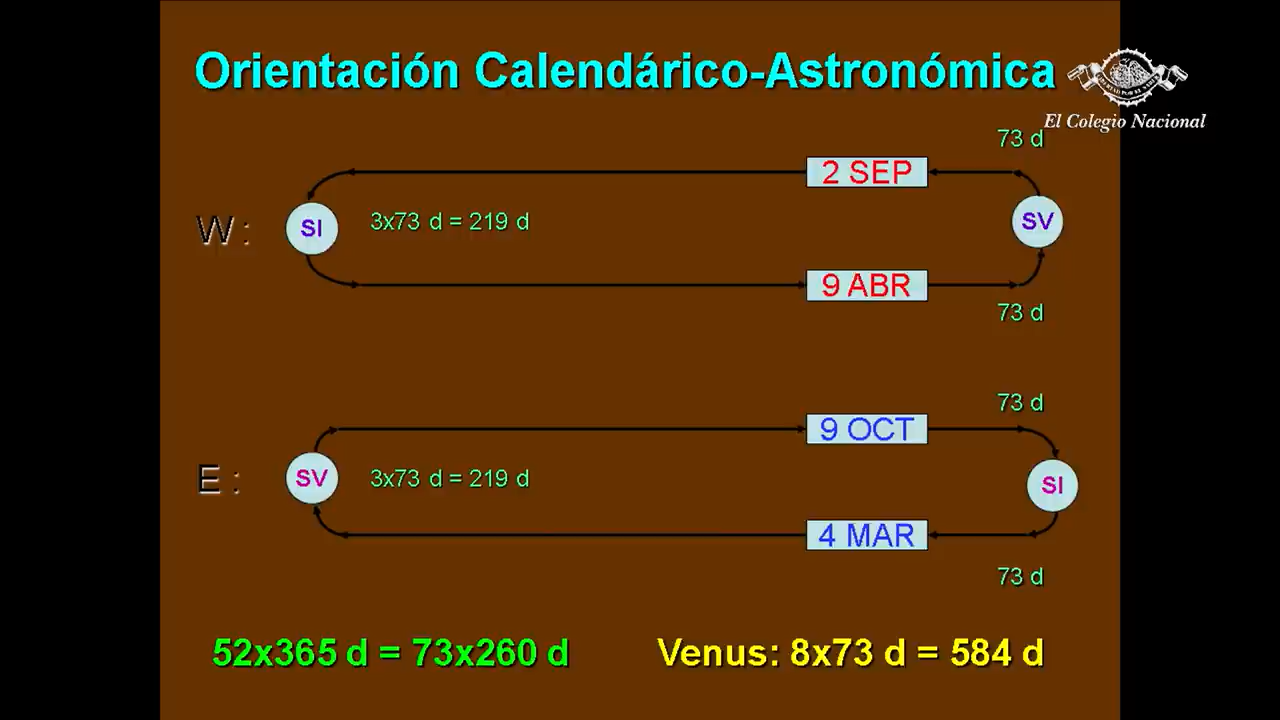 Orientación Calendárico-Astronómica
El Colegio Nacional
73 d
2 SEP
W :
SI
3x73 d = 219 d
SV
9 ABR
73 d
73 d
9 OCT
E :
SV
3x73 d = 219 d
SI
4 MAR
73 d
52x365 d = 73x260 d
Venus: 8x73 d = 584 d